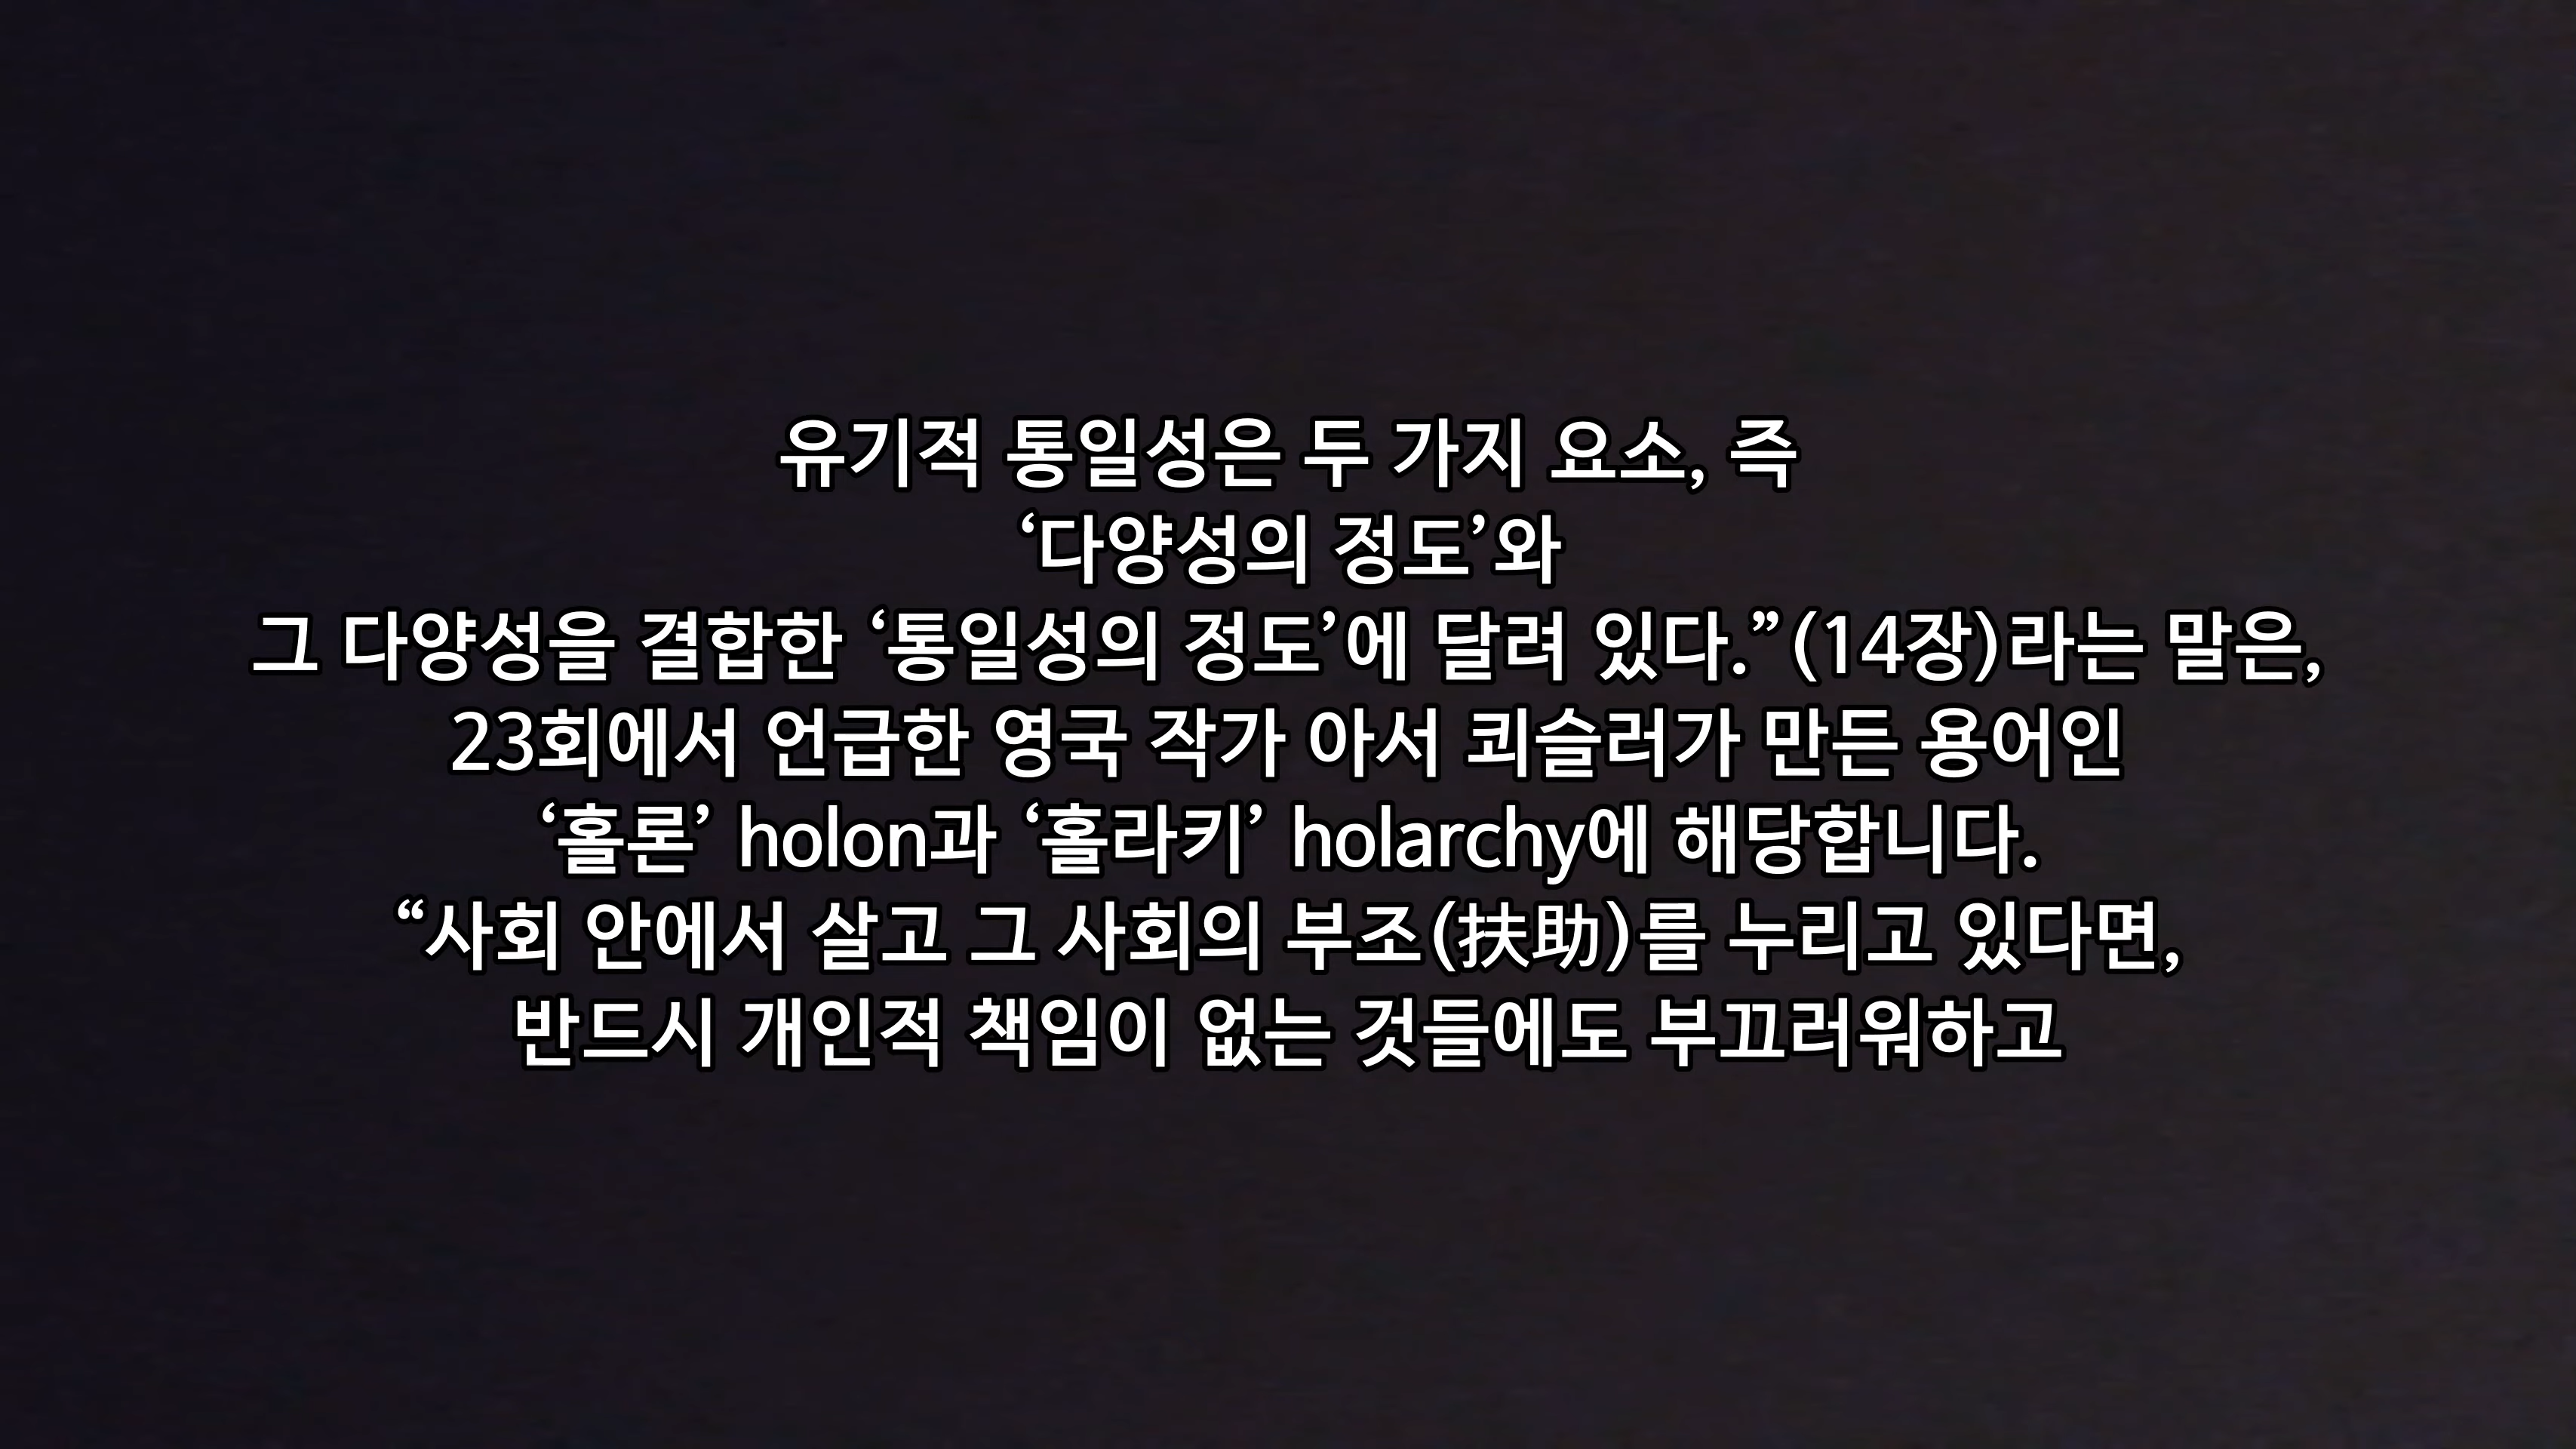 유기적 통일성은 두 가지 요소, 즉
‘다양성의 정도’와
그 다양성을 결합한 ‘통일성의 정도’에 달려 있다.”(14장)라는 말은,
23회에서 언급한 영국 작가 아서 쾨슬러가 만든 용어인
‘홀론’ holon과 ‘홀라키’ holarchy에 해당합니다.
“사회 안에서 살고 그 사회의 부조(扶助)를 누리고 있다면,
반드시 개인적 책임이 없는 것들에도 부끄러워하고